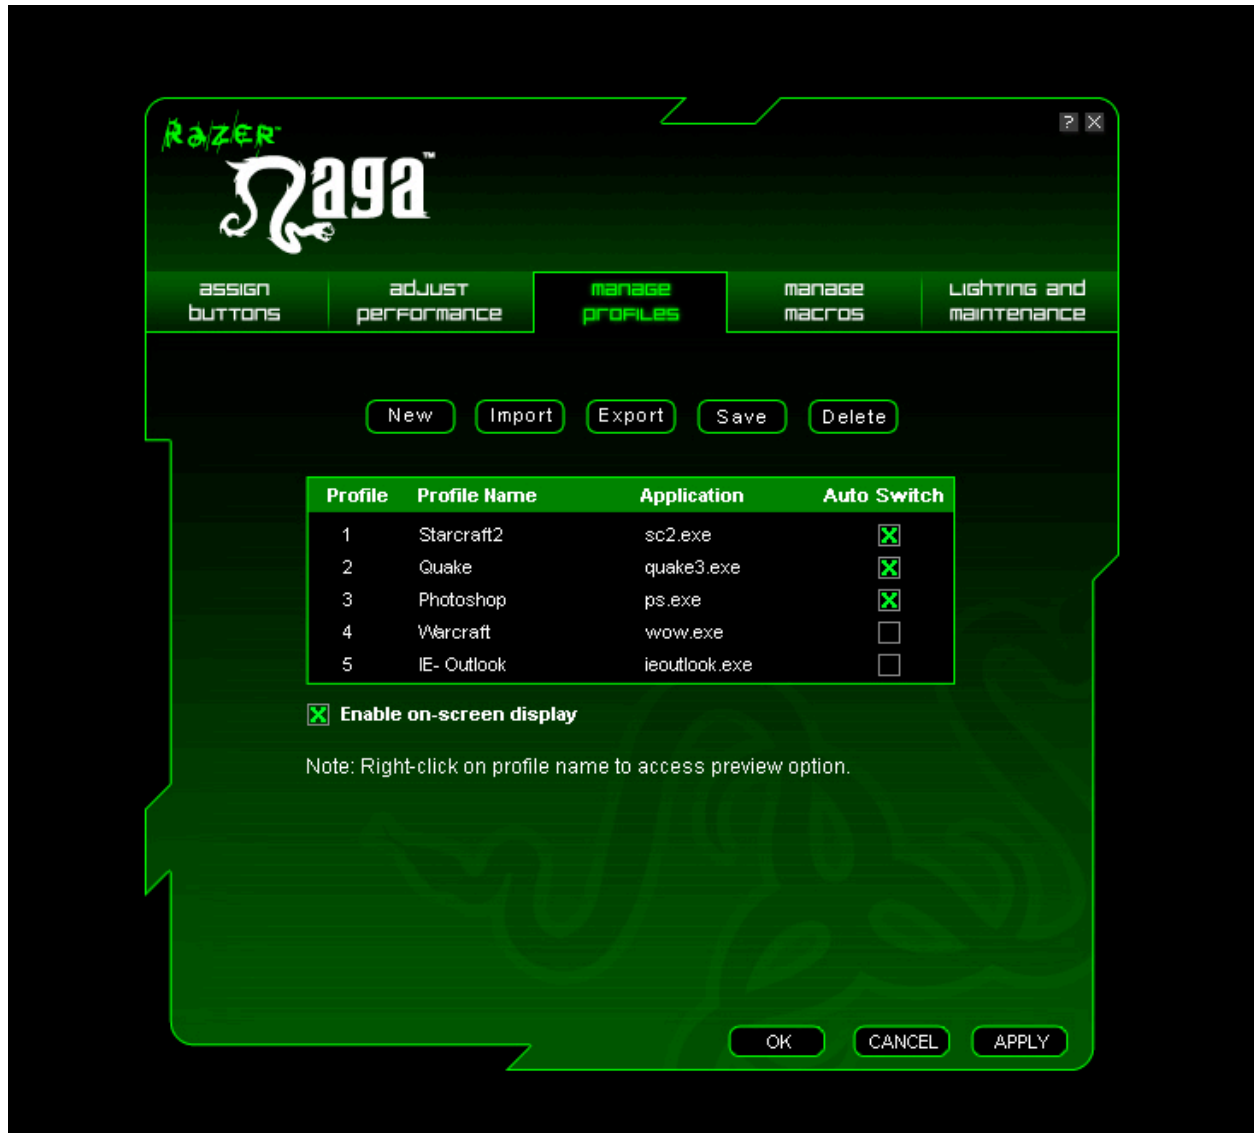 RAZER™
Naga™
? X
assign buttons
adjust performance
manage profiles
manage macros
Lighting and maintenance
New Import Export Save Delete
Profile Profile Name Application Auto Switch
1 Starcraft2 sc2.exe
2 Quake quake3.exe
3 Photoshop ps.exe
4 Warcraft wow.exe
5 IE- Outlook ieoutlook.exe
Enable on-screen display
Note: Right-click on profile name to access preview option.
OK CANCEL APPLY